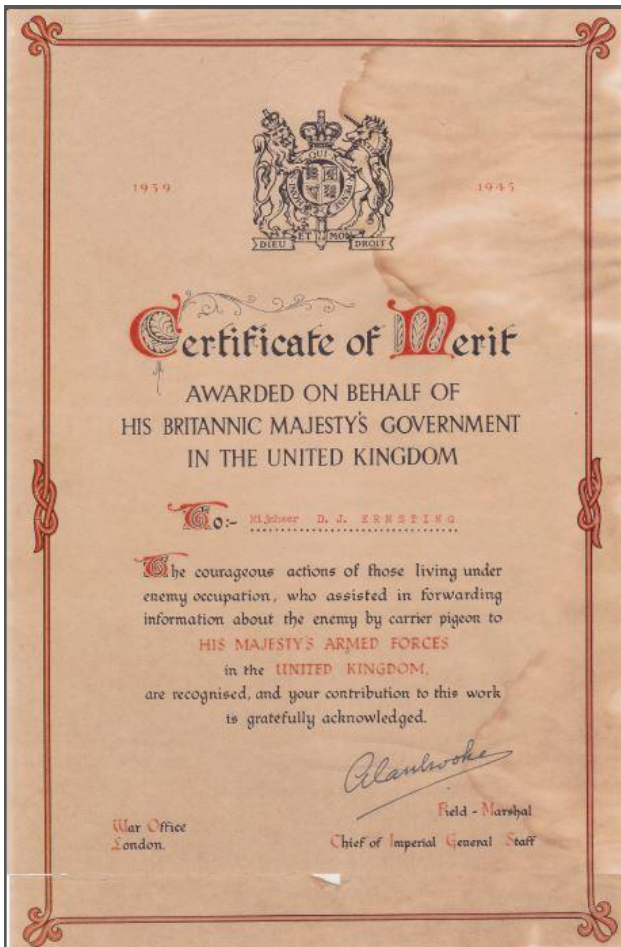 1939
1945
QUI
PENSE
DIEU ET MON DROIT
Certificate of Merit
AWARDED ON BEHALF OF
HIS BRITANNIC MAJESTY'S GOVERNMENT
IN THE UNITED KINGDOM
To:- Mijnheer D. J. ERNSTING
The courageous actions of those living under
enemy occupation, who assisted in forwarding
information about the enemy by carrier pigeon to
HIS MAJESTY'S ARMED FORCES
in the UNITED KINGDOM,
are recognised, and your contribution to this work
is gratefully acknowledged.
Alanbrooke
Field - Marshal
War Office
London.
Chief of Imperial General Staff